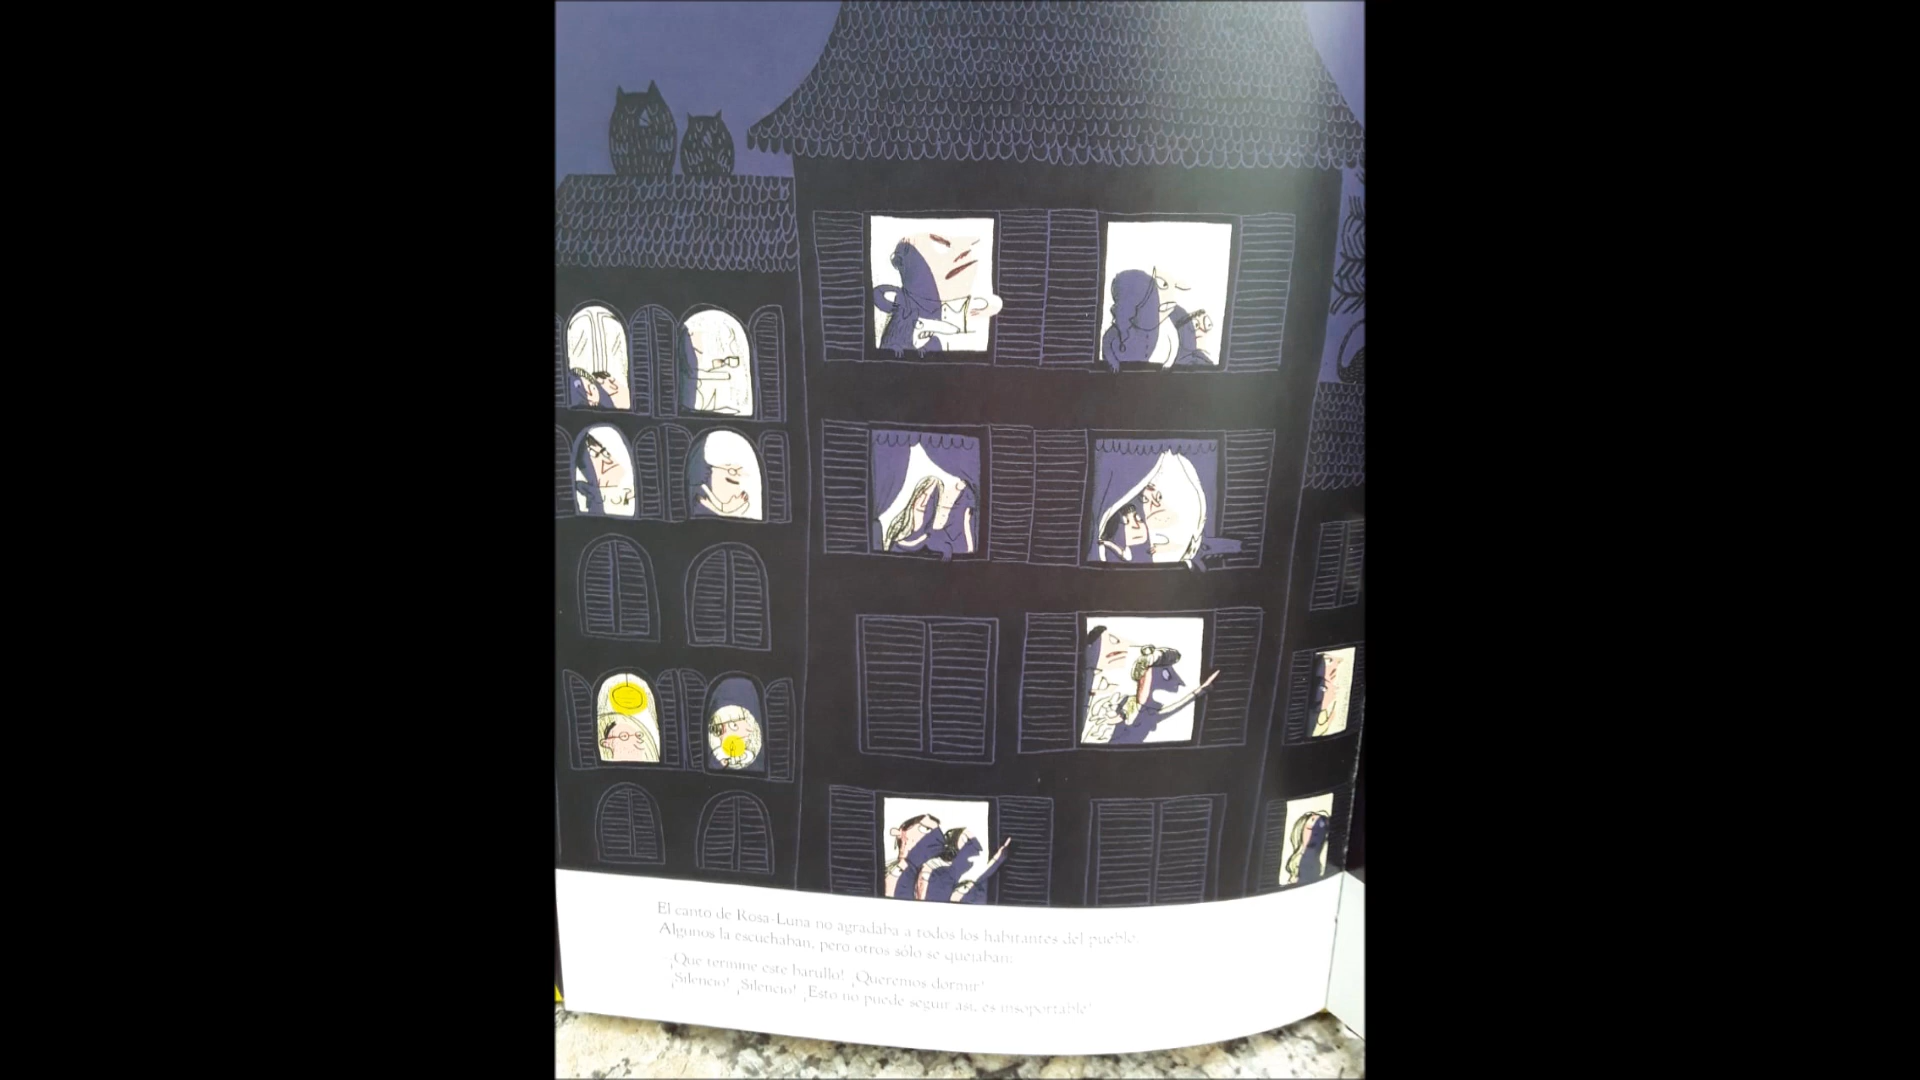 El canto de Rosa-Luna no agradaba a todos los habitantes del pueblo.
Algunos la escuchaban, pero otros sólo se quejaban:
¡Que termine este barullo! ¡Queremos dormir!
¡Silencio! ¡Silencio! ¡Esto no puede seguir así, es insoportable!